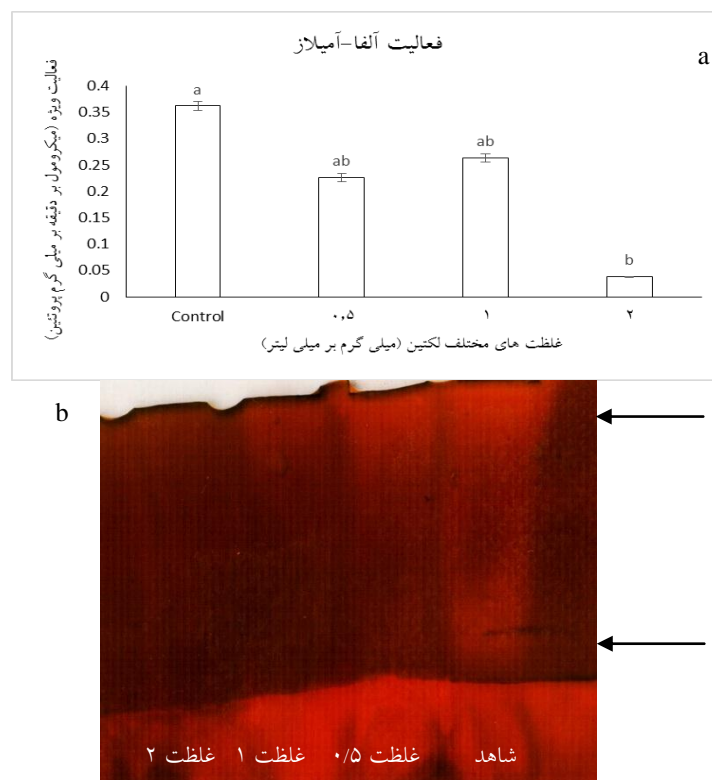 فعالیت آلفا-آمیلاز
a
فعالیت ویژه (میکرومول بر دقیقه بر میلی گرم پروتئین)
0.4
0.35
0.3
0.25
0.2
0.15
0.1
0.05
0
a
ab
ab
b
Control
۰,۵
۱
۲
غلظت های مختلف لکتین (میلی گرم بر میلی لیتر)
b
غلظت ۲ غلظت ۱ غلظت ۰/۵ شاهد